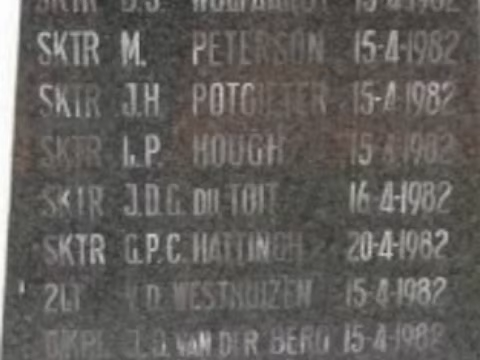 SKTR M. PETERSON 15-4-1982
SKTR J.H POTGIETER 15-4-1982
SKTR L.P. HOUGH 15-4-1982
SKTR J.D.G. DU TOIT 16-4-1982
SKTR G.P.C. HATTINGH 20-4-1982
2LT V.D. WESTHUIZEN 15-4-1982
VAN DER BERG 15-4-1982